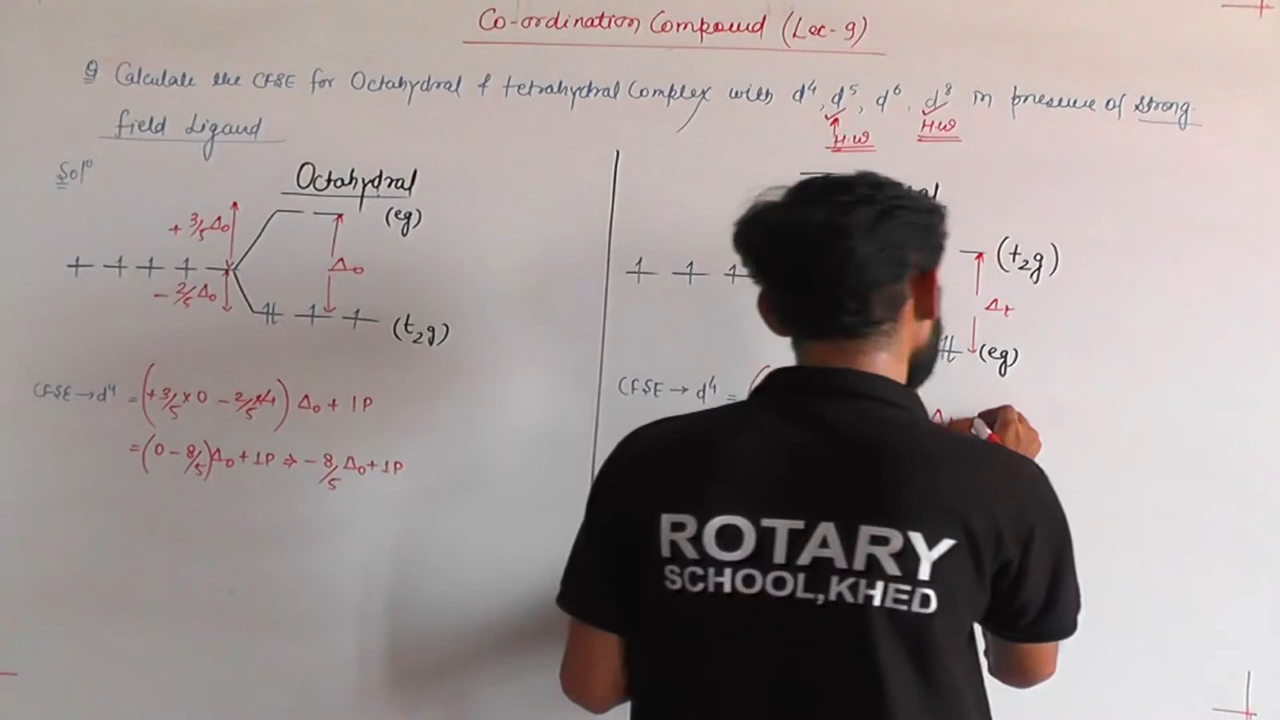 Co-ordination Compound (Lec-9)
Q Calculate the CFSE for Octahydral & tetrahydral Complex with d⁴, d⁵, d⁶, d⁸ in presence of strong
field Ligand
H.W
H.W
Solⁿ
Octahydral
+3/5 Δo
(eg)
Δo
-2/5 Δo
(t₂g)
CFSE → d⁴ = (+3/5 × 0 - 2/5 × 4) Δo + 1P
= (0 - 8/5) Δo + 1P ⇒ -8/5 Δo + 1P
(t₂g)
Δt
(eg)
CFSE → d⁴ = (
ROTARY
SCHOOL,KHED